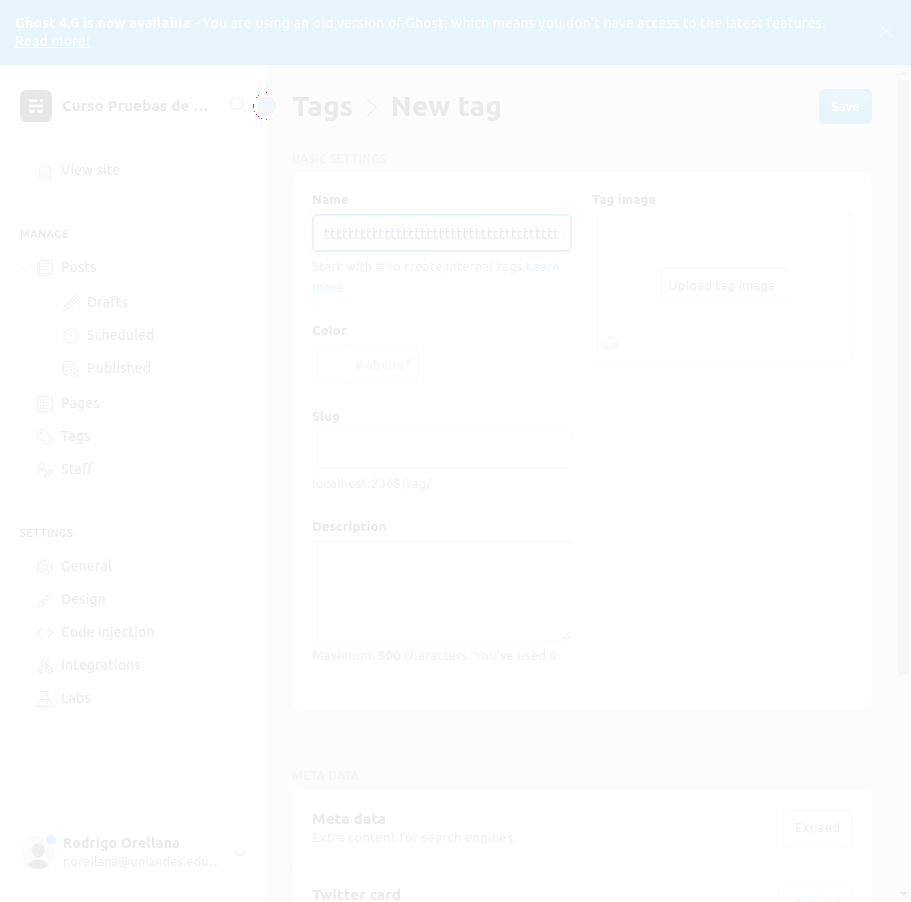 Ghost 4.0 is now available - You are using an old version of Ghost, which means you don't have access to the latest features.
Read more!
Curso Pruebas de ...
Tags > New tag
Save
View site
BASIC SETTINGS
Name
Tag image
MANAGE
tttttttttttttttttttttttttttttttttttttttt
Posts
Start with # to create internal tags Learn
more
Upload tag image
Drafts
Color
Scheduled
# abcdef
Published
Pages
Slug
Tags
Staff
localhost:2368/tag/
SETTINGS
Description
General
Design
Code injection
Maximum: 500 characters. You've used 0
Integrations
Labs
META DATA
Meta data
Extra content for search engines.
Expand
Rodrigo Orellana
r.orellana@uniandes.edu...
Twitter card
Expand